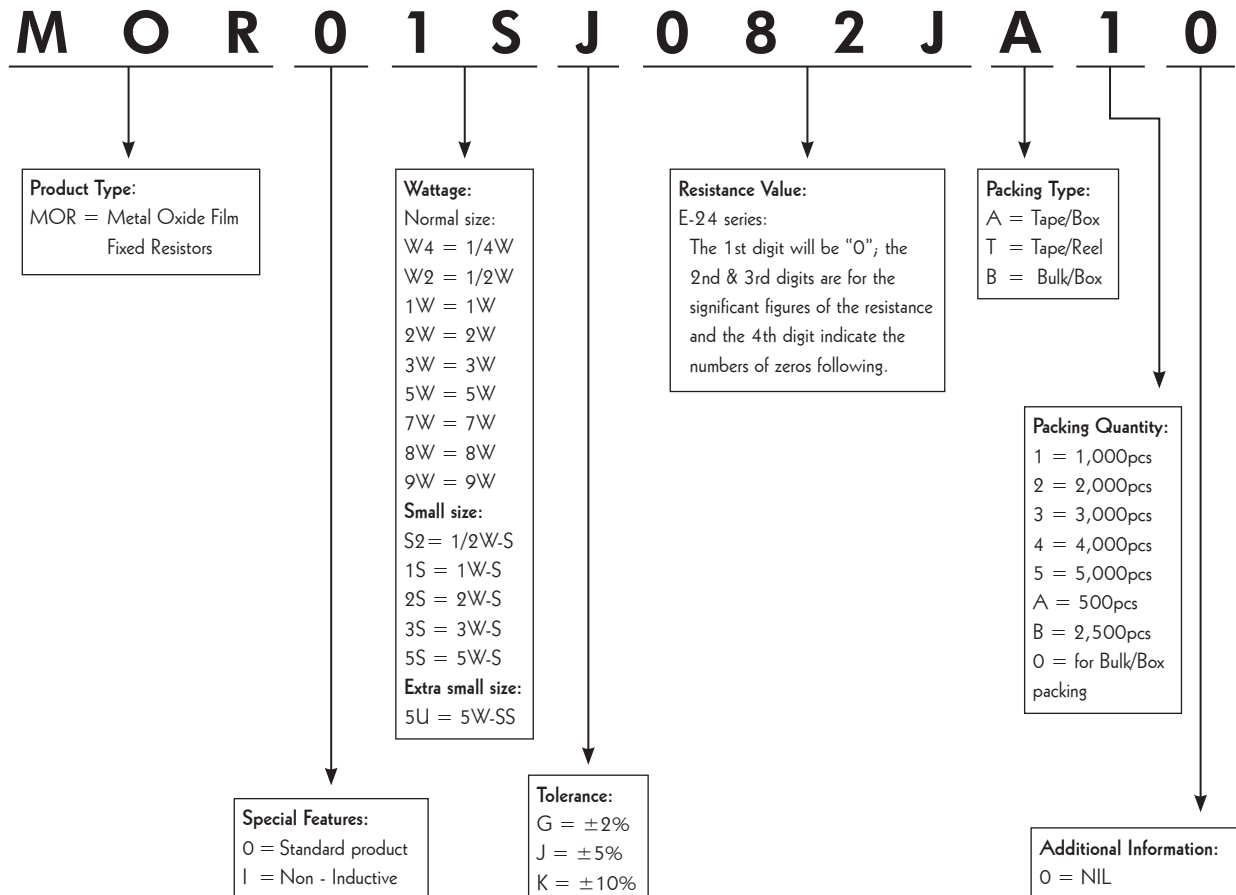 M O R 0 1 S J 0 8 2 J A 1 0
Product Type:
MOR = Metal Oxide Film
Fixed Resistors
Wattage:
Normal size:
W4 = 1/4W
W2 = 1/2W
1W = 1W
2W = 2W
3W = 3W
5W = 5W
7W = 7W
8W = 8W
9W = 9W
Small size:
S2= 1/2W-S
1S = 1W-S
2S = 2W-S
3S = 3W-S
5S = 5W-S
Extra small size:
5U = 5W-SS
Resistance Value:
E-24 series:
The 1st digit will be “0”; the
2nd & 3rd digits are for the
significant figures of the resistance
and the 4th digit indicate the
numbers of zeros following.
Packing Type:
A = Tape/Box
T = Tape/Reel
B = Bulk/Box
Packing Quantity:
1 = 1,000pcs
2 = 2,000pcs
3 = 3,000pcs
4 = 4,000pcs
5 = 5,000pcs
A = 500pcs
B = 2,500pcs
0 = for Bulk/Box
packing
Special Features:
0 = Standard product
I = Non - Inductive
Tolerance:
G = ±2%
J = ±5%
K = ±10%
Additional Information:
0 = NIL